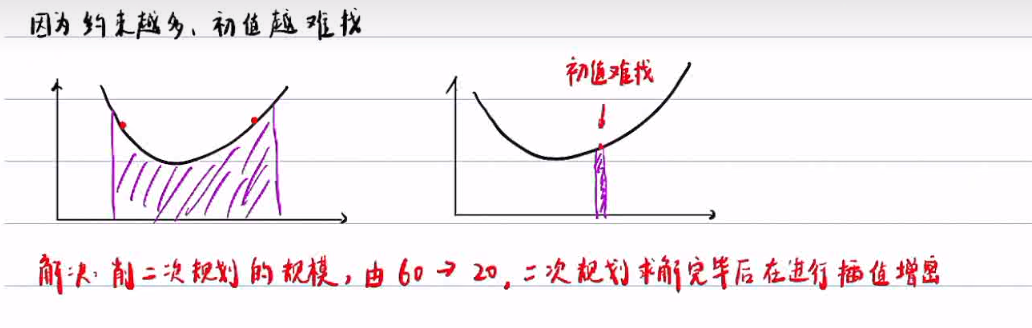 因为约束越多、初值越难找
初值难找
解决：削二次规划的规模，由60→20，二次规划求解完毕后在进行插值增密